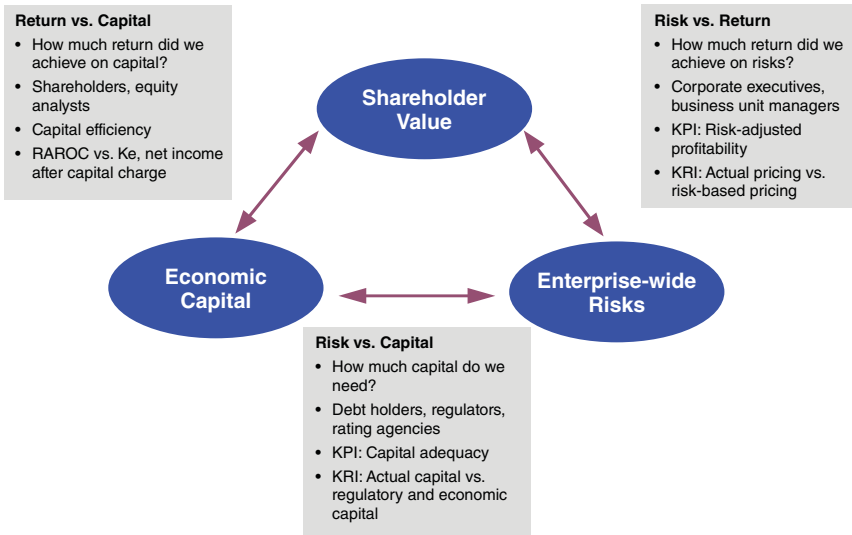 Return vs. Capital
• How much return did we
achieve on capital?
• Shareholders, equity
analysts
• Capital efficiency
• RAROC vs. Ke, net income
after capital charge
Shareholder
Value
Risk vs. Return
• How much return did we
achieve on risks?
• Corporate executives,
business unit managers
• KPI: Risk-adjusted
profitability
• KRI: Actual pricing vs.
risk-based pricing
Economic
Capital
Enterprise-wide
Risks
Risk vs. Capital
• How much capital do we
need?
• Debt holders, regulators,
rating agencies
• KPI: Capital adequacy
• KRI: Actual capital vs.
regulatory and economic
capital